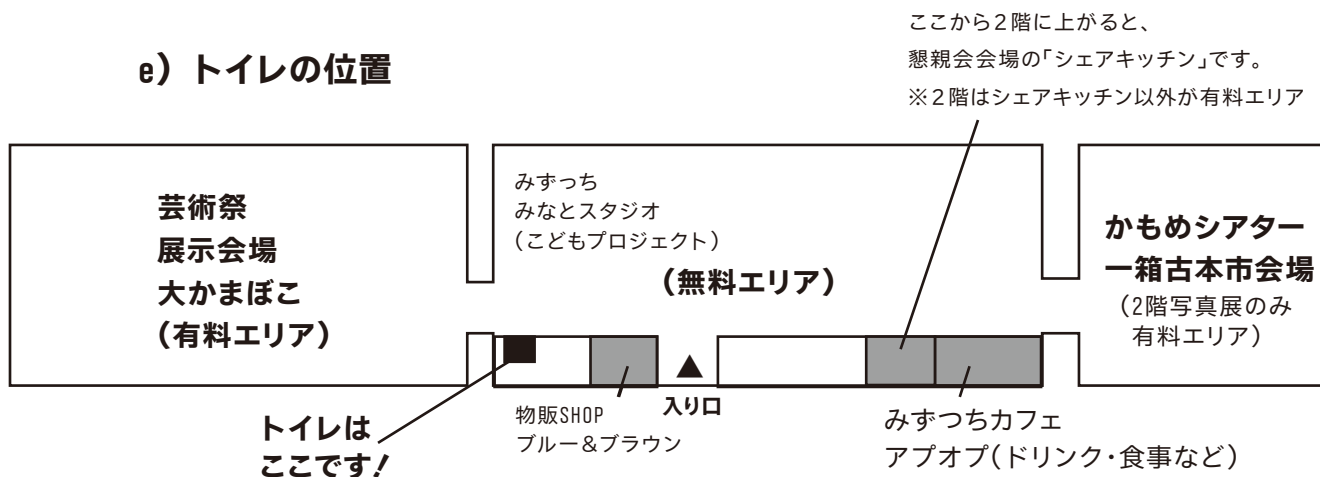 e）トイレの位置
ここから2階に上がると、
懇親会会場の「シェアキッチン」です。
※2階はシェアキッチン以外が有料エリア
芸術祭
展示会場
大かまぼこ
（有料エリア）
みずっち
みなとスタジオ
（こどもプロジェクト）
（無料エリア）
かもめシアター
一箱古本市会場
（2階写真展のみ
有料エリア）
トイレは
ここです！
物販SHOP
ブルー＆ブラウン
入り口
みずつちカフェ
アプオプ（ドリンク・食事など）